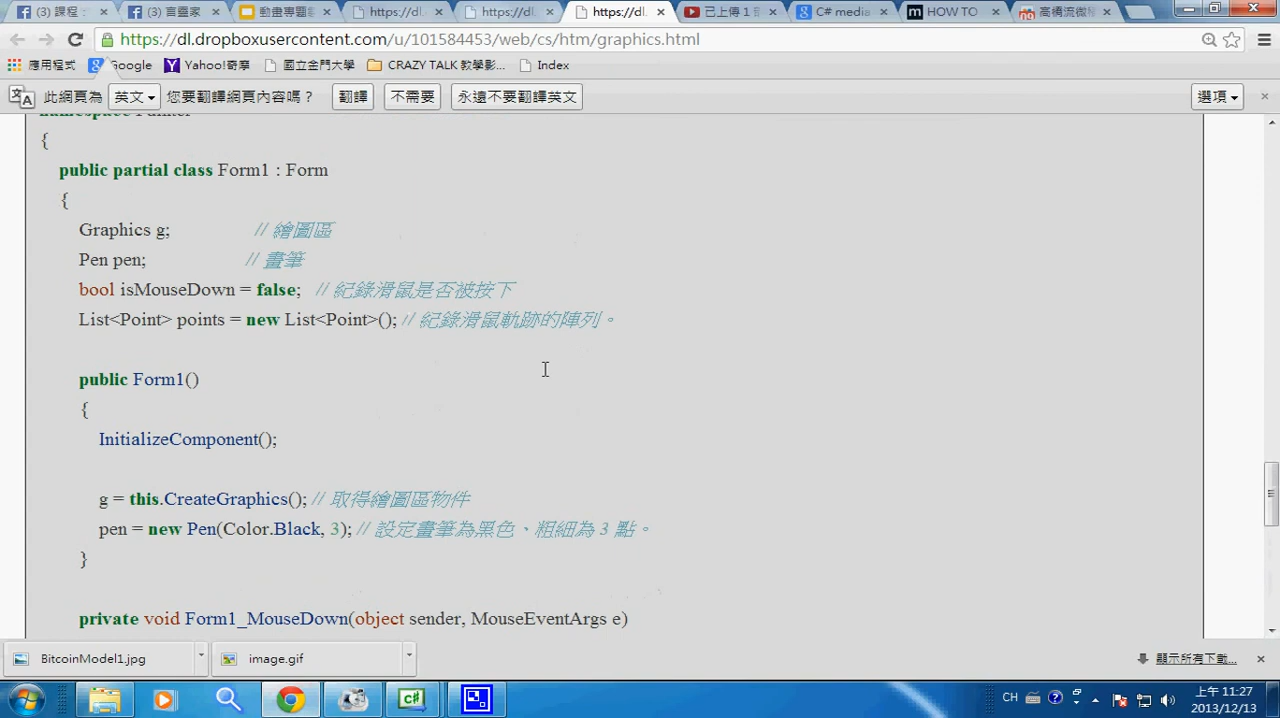 (3) 課程
(3) 言靈家
動畫專題
https://dl.
https://dl.
https://dl.
已上傳 1 
C# media
HOW TO
高橋流微
https://dl.dropboxusercontent.com/u/101584453/web/cs/htm/graphics.html
應用程式
Google
Yahoo!奇摩
國立金門大學
CRAZY TALK 教學影...
Index
此網頁為
英文
您要翻譯網頁內容嗎？
翻譯
不需要
永遠不要翻譯英文
選項
namespace Painter
{
public partial class Form1 : Form
{
Graphics g; // 繪圖區
Pen pen; // 畫筆
bool isMouseDown = false; // 紀錄滑鼠是否被按下
List<Point> points = new List<Point>(); // 紀錄滑鼠軌跡的陣列。
public Form1()
{
InitializeComponent();
g = this.CreateGraphics(); // 取得繪圖區物件
pen = new Pen(Color.Black, 3); // 設定畫筆為黑色、粗細為 3 點。
}
private void Form1_MouseDown(object sender, MouseEventArgs e)
BitcoinModel1.jpg
image.gif
顯示所有下載...
CH
上午 11:27
2013/12/13